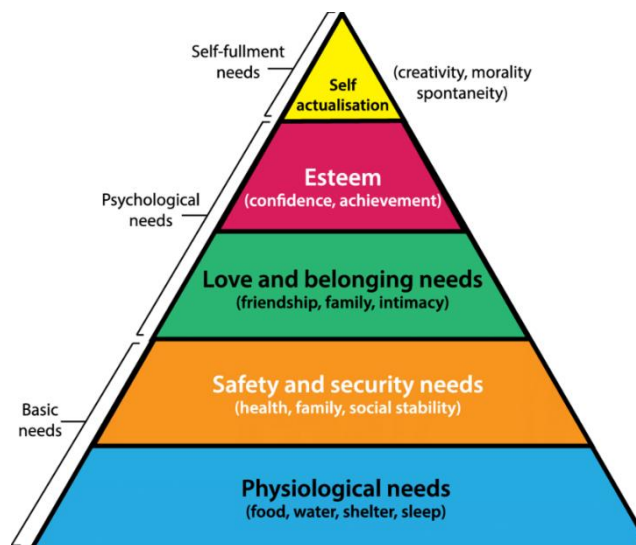 Self-fullment
needs
Self
actualisation
(creativity, morality
spontaneity)
Psychological
needs
Esteem
(confidence, achievement)
Love and belonging needs
(friendship, family, intimacy)
Basic
needs
Safety and security needs
(health, family, social stability)
Physiological needs
(food, water, shelter, sleep)